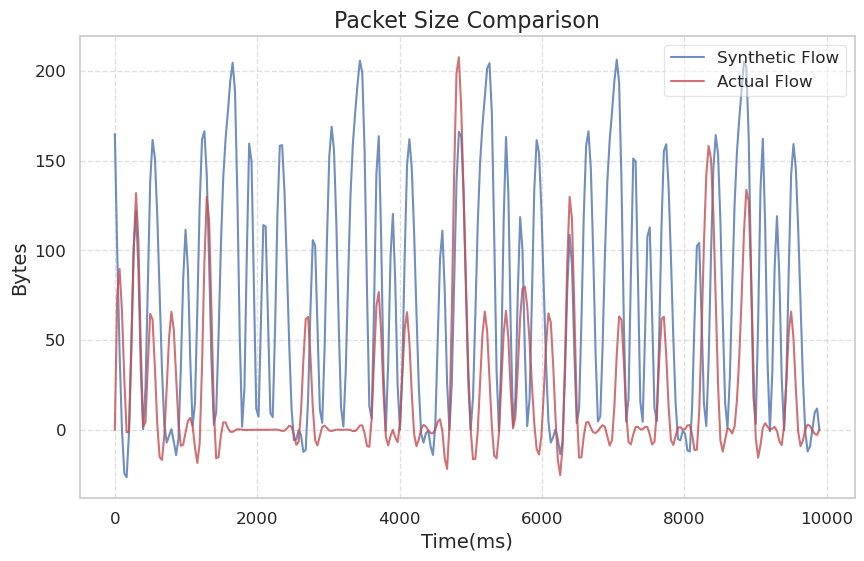 Packet Size Comparison
Synthetic Flow
Actual Flow
200
150
100
50
0
Bytes
0 2000 4000 6000 8000 10000
Time(ms)